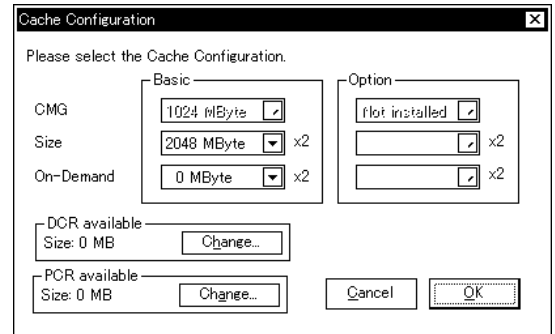 Cache Configuration
Please select the Cache Configuration.
Basic Option
CMG 1024 MByte Not installed
Size 2048 MByte x2 x2
On-Demand 0 MByte x2 x2
DCR available
Size: 0 MB Change...
PCR available
Size: 0 MB Change... Cancel OK